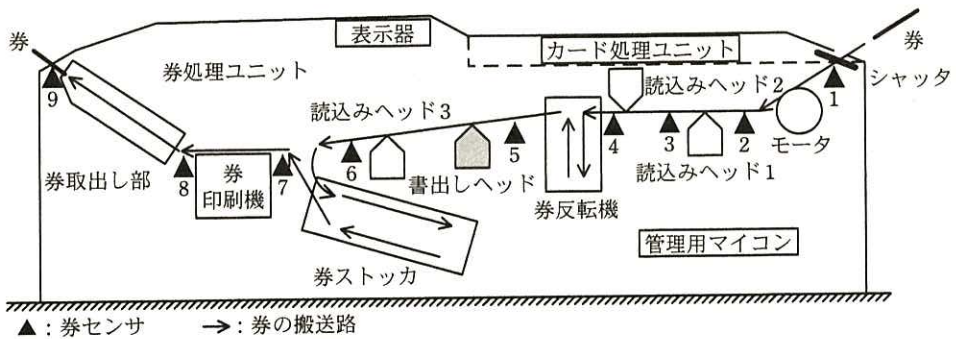 表示器
カード処理ユニット
券
券
券処理ユニット
シャッタ
読込みヘッド2
読込みヘッド3
1
9
モータ
2
3
4
5
6
7
8
読込みヘッド1
書出しヘッド
券取出し部
券
印刷機
券反転機
管理用マイコン
券ストッカ
▲:券センサ →:券の搬送路